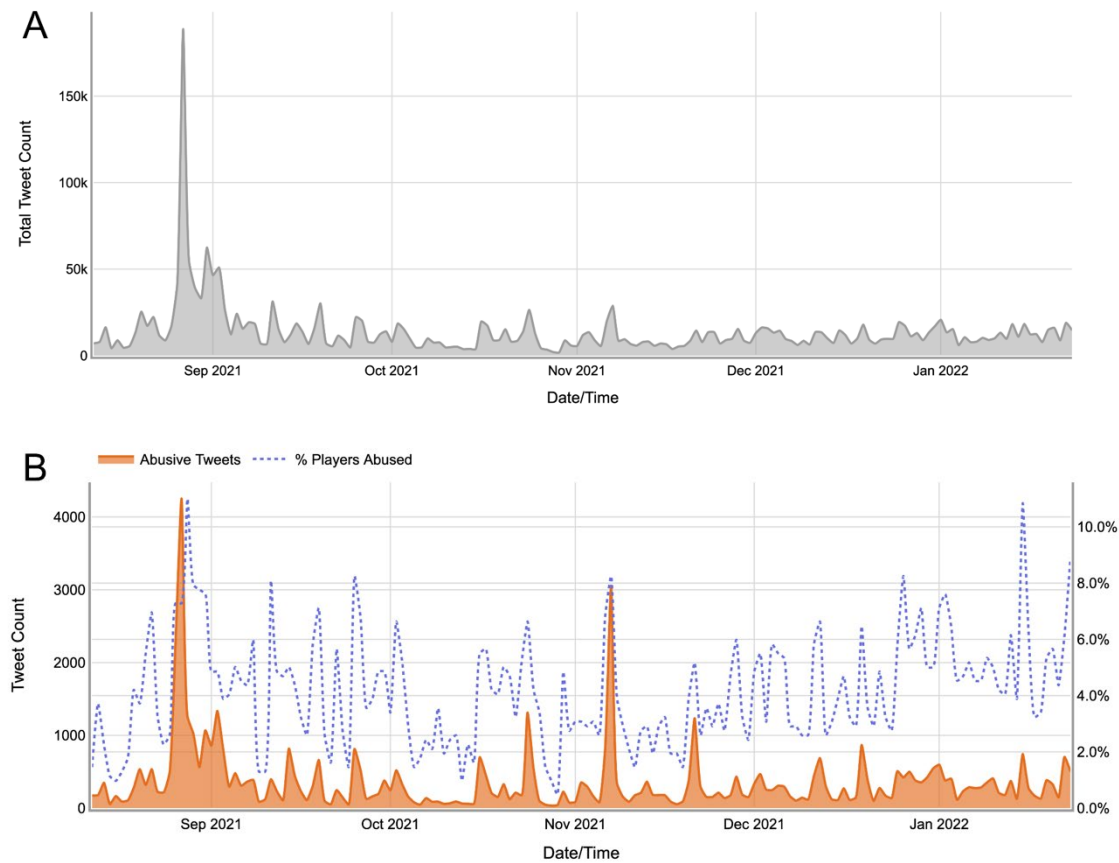 A
Total Tweet Count
150k
100k
50k
0
Sep 2021 Oct 2021 Nov 2021 Dec 2021 Jan 2022
Date/Time
B
Abusive Tweets % Players Abused
Tweet Count
4000
3000
2000
1000
0
10.0%
8.0%
6.0%
4.0%
2.0%
0.0%
Sep 2021 Oct 2021 Nov 2021 Dec 2021 Jan 2022
Date/Time